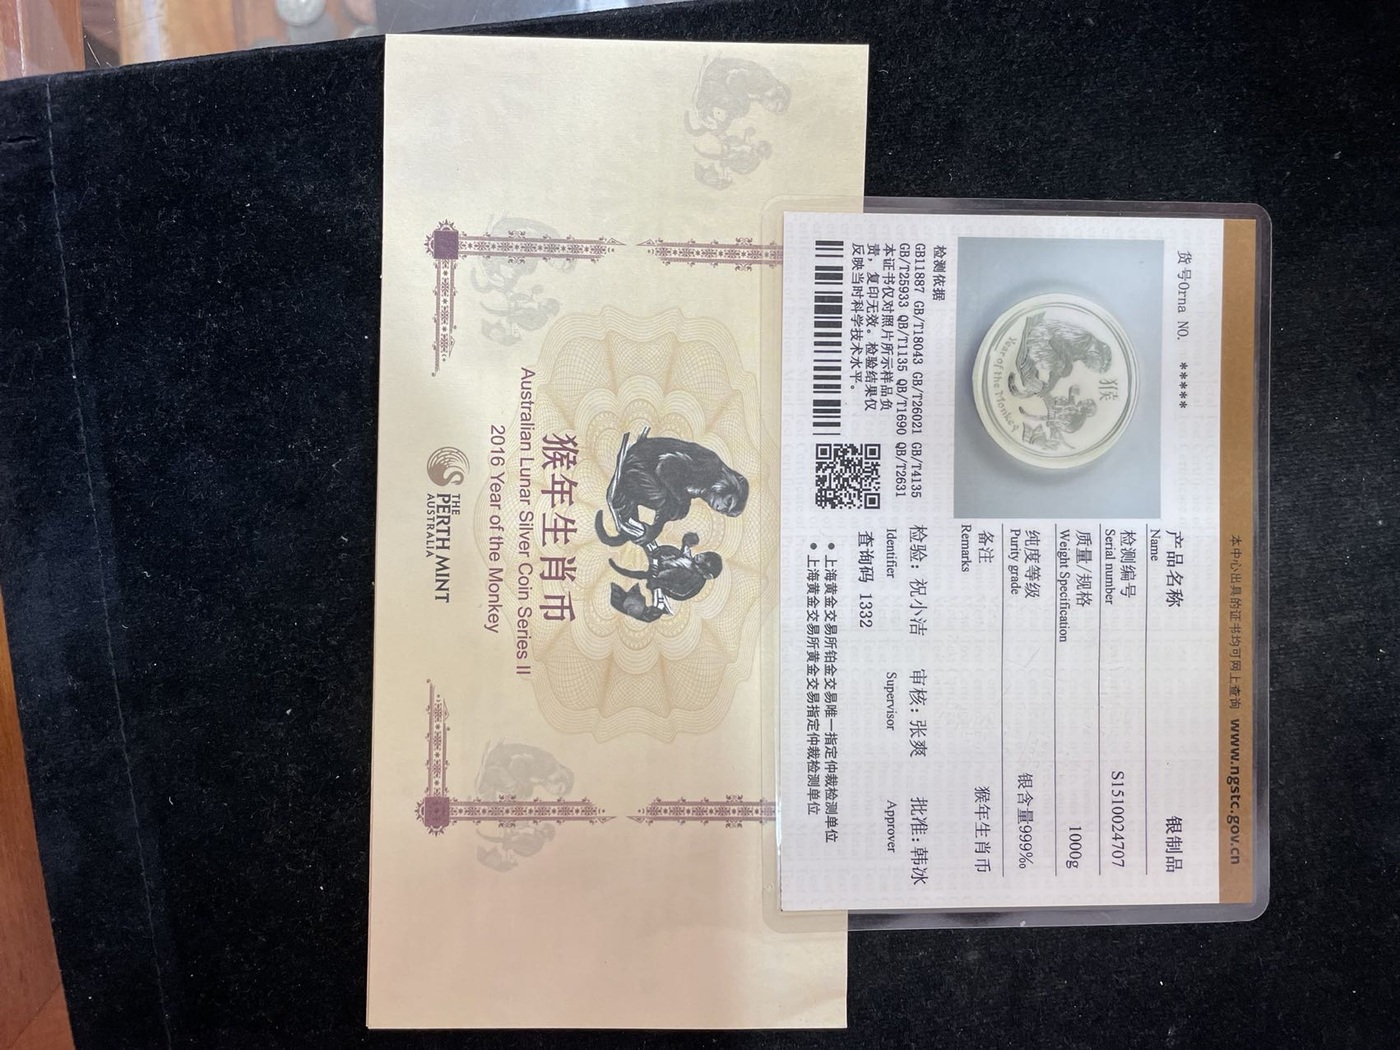 猴年生肖币
Australian Lunar Silver Coin Series II
2016 Year of the Monkey
THE
PERTH MINT
AUSTRALIA
本中心出具的证书均可网上查询 www.ngstc.gov.cn
货号Orna NO. *****
猴
Year of the Monkey
产品名称 银制品
Name
检测编号 S1510024707
Serial number
质量/规格 1000g
Weight Specification
纯度等级 银含量999‰
Purity grade
备注 猴年生肖币
Remarks
检测依据
GB11887 GB/T18043 GB/T26021 GB/T4135
GB/T25933 QB/T1135 QB/T1690 QB/T2631
本证书仅对照片所示样品负
责，复印无效。检验结果仅
反映当时科学技术水平。
检验: 祝小洁 审核: 张爽 批准: 韩冰
Identifier Supervisor Approver
查询码 1332
• 上海黄金交易所铂金交易唯一指定仲裁检测单位
• 上海黄金交易所黄金交易指定仲裁检测单位